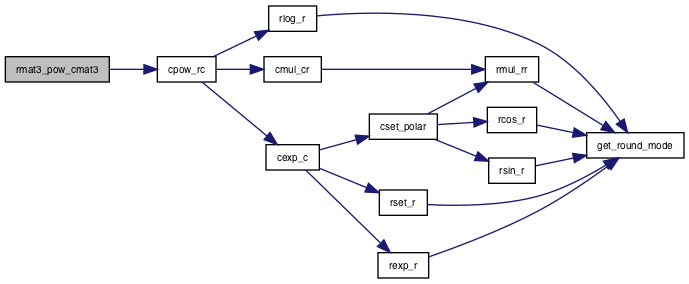 rmat3_pow_cmat3
cpow_rc
rlog_r
cmul_cr
cexp_c
cset_polar
rset_r
rexp_r
rmul_rr
rcos_r
rsin_r
get_round_mode